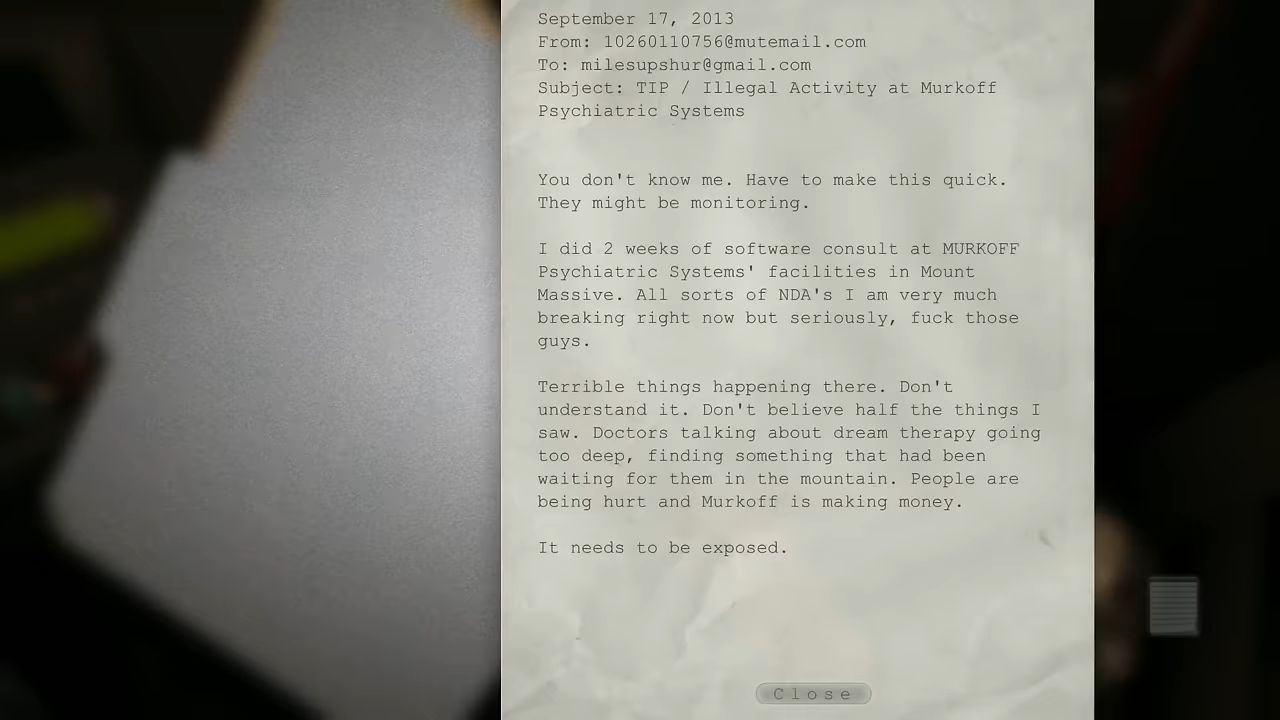 September 17, 2013
From: 10260110756@mutemail.com
To: milesupshur@gmail.com
Subject: TIP / Illegal Activity at Murkoff
Psychiatric Systems
You don't know me. Have to make this quick.
They might be monitoring.
I did 2 weeks of software consult at MURKOFF
Psychiatric Systems' facilities in Mount
Massive. All sorts of NDA's I am very much
breaking right now but seriously, fuck those
guys.
Terrible things happening there. Don't
understand it. Don't believe half the things I
saw. Doctors talking about dream therapy going
too deep, finding something that had been
waiting for them in the mountain. People are
being hurt and Murkoff is making money.
It needs to be exposed.
Close